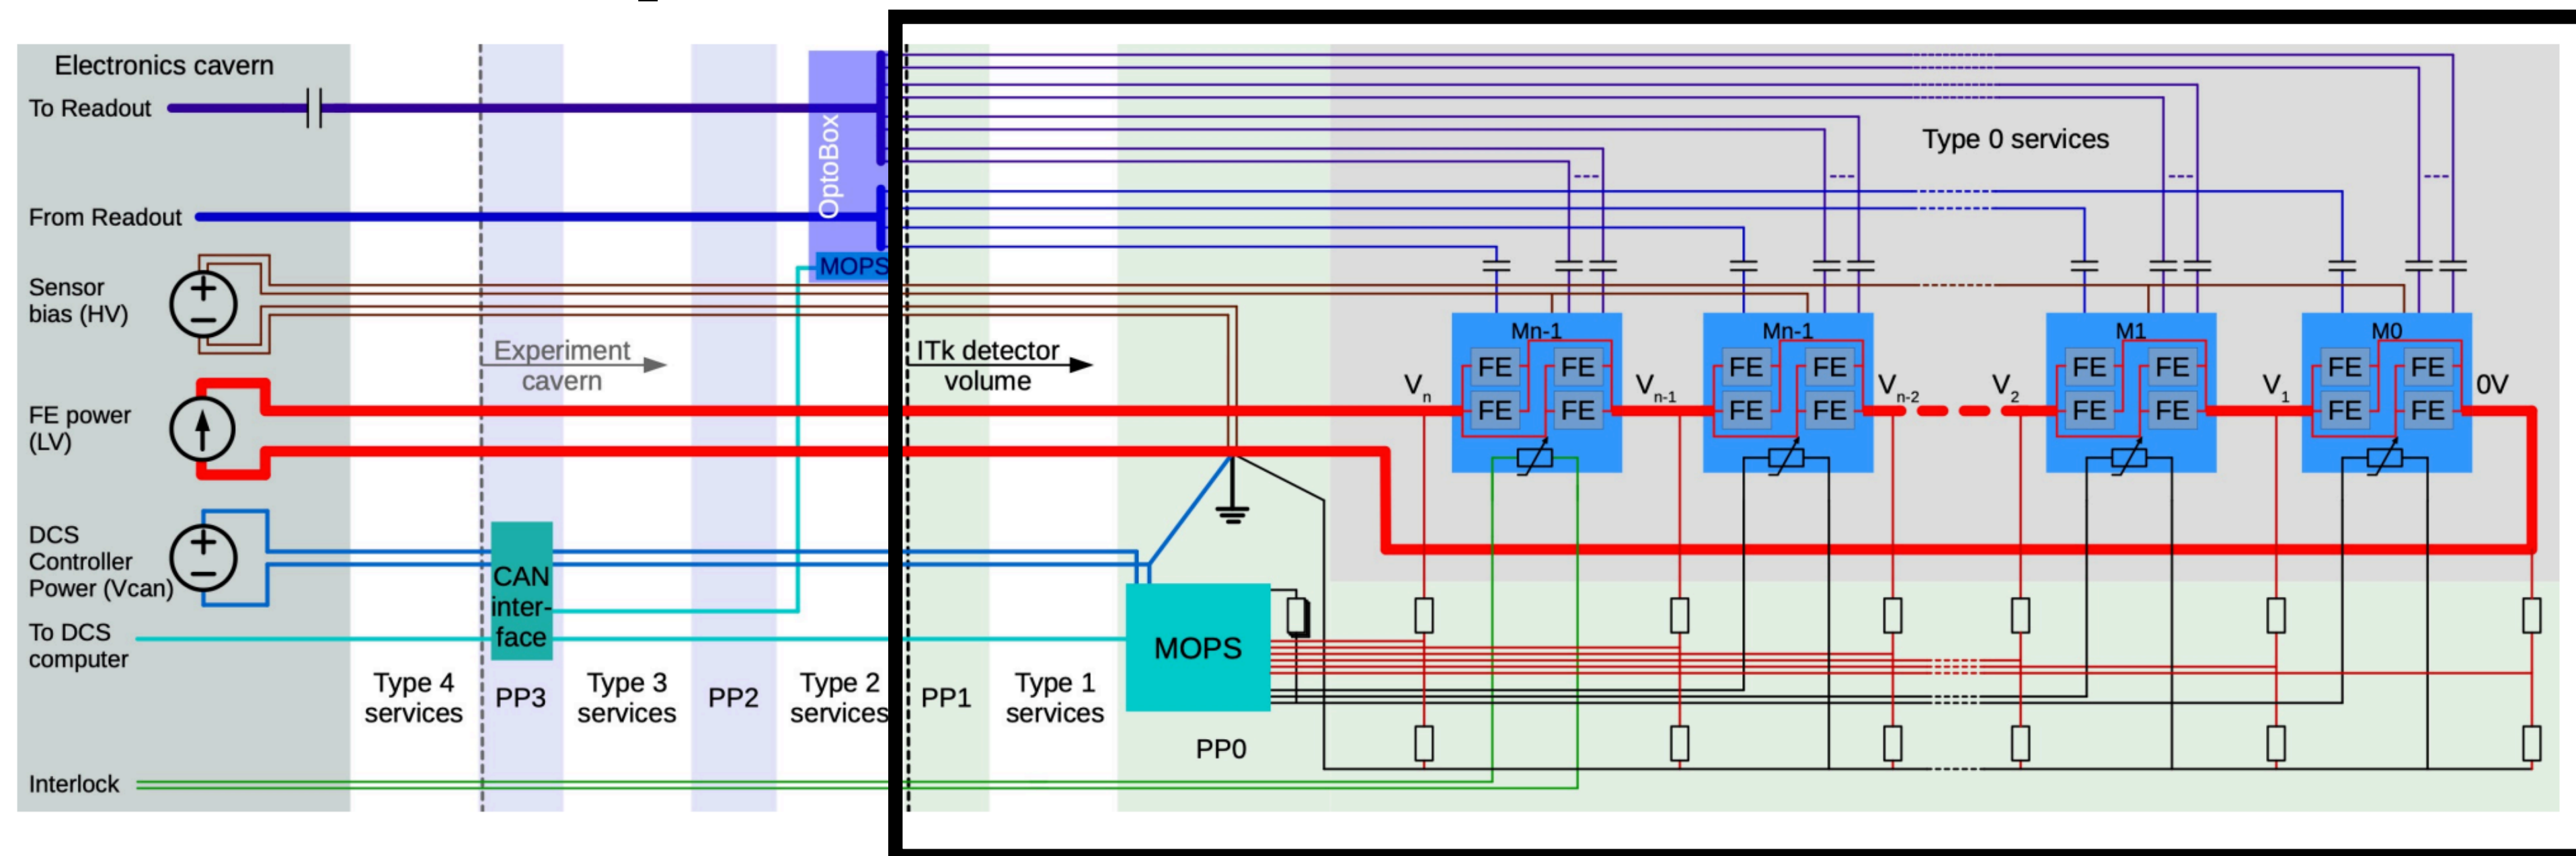 Electronics cavern
To Readout
OptoBox
Type 0 services
From Readout
MOPS
Sensor
bias (HV)
Experiment
cavern
ITk detector
volume
Mn-1
Mn-1
M1
M0
FE FE FE FE FE FE FE FE
Vn
Vn-1
Vn-2
V2
V1
0V
FE FE FE FE FE FE FE FE
FE power
(LV)
DCS
Controller
Power (Vcan)
CAN
inter-
face
To DCS
computer
MOPS
Type 4
services
PP3
Type 3
services
PP2
Type 2
services
PP1
Type 1
services
PP0
Interlock